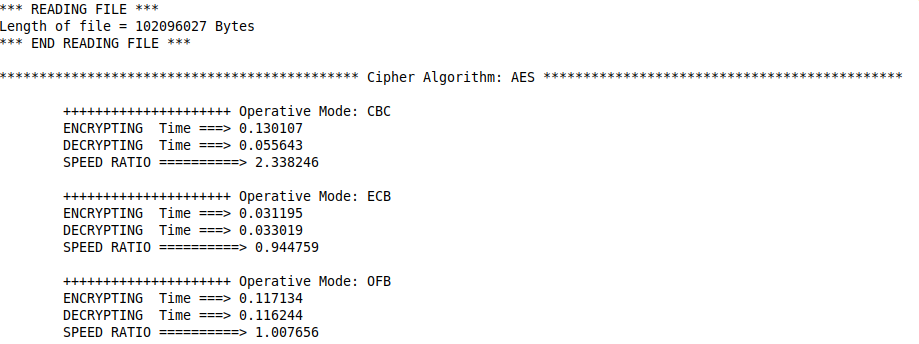 *** READING FILE ***
Length of file = 102096027 Bytes
*** END READING FILE ***
********************************************* Cipher Algorithm: AES *********************************************
+++++++++++++++++++++ Operative Mode: CBC
ENCRYPTING  Time ===> 0.130107
DECRYPTING  Time ===> 0.055643
SPEED RATIO ==========> 2.338246
+++++++++++++++++++++ Operative Mode: ECB
ENCRYPTING  Time ===> 0.031195
DECRYPTING  Time ===> 0.033019
SPEED RATIO ==========> 0.944759
+++++++++++++++++++++ Operative Mode: OFB
ENCRYPTING  Time ===> 0.117134
DECRYPTING  Time ===> 0.116244
SPEED RATIO ==========> 1.007656